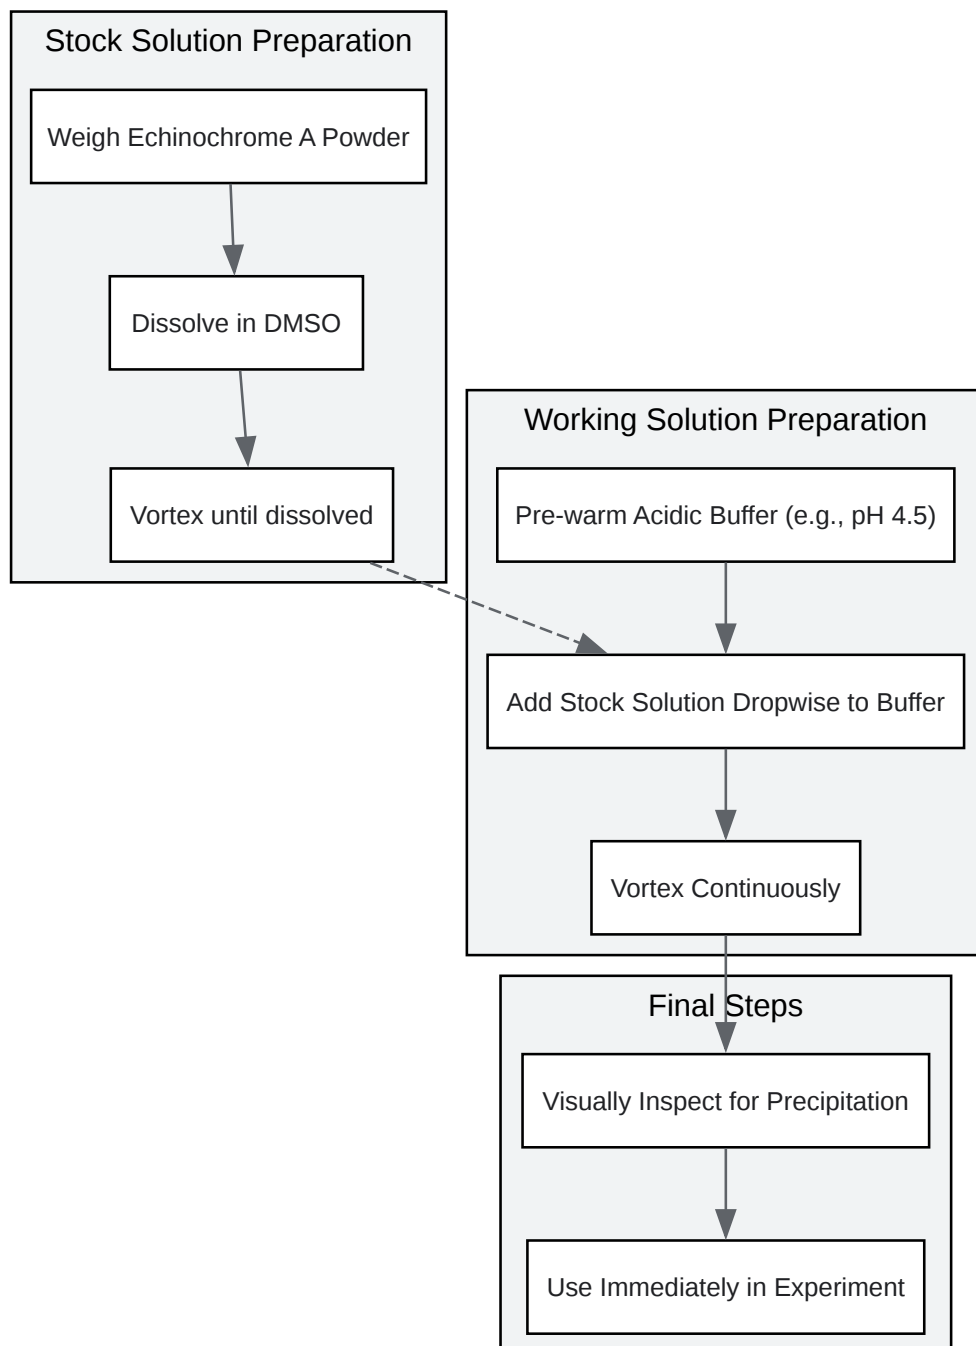 Stock Solution Preparation
Weigh Echinochrome A Powder
Dissolve in DMSO
Vortex until dissolved
Working Solution Preparation
Pre-warm Acidic Buffer (e.g., pH 4.5)
Add Stock Solution Dropwise to Buffer
Vortex Continuously
Final Steps
Visually Inspect for Precipitation
Use Immediately in Experiment